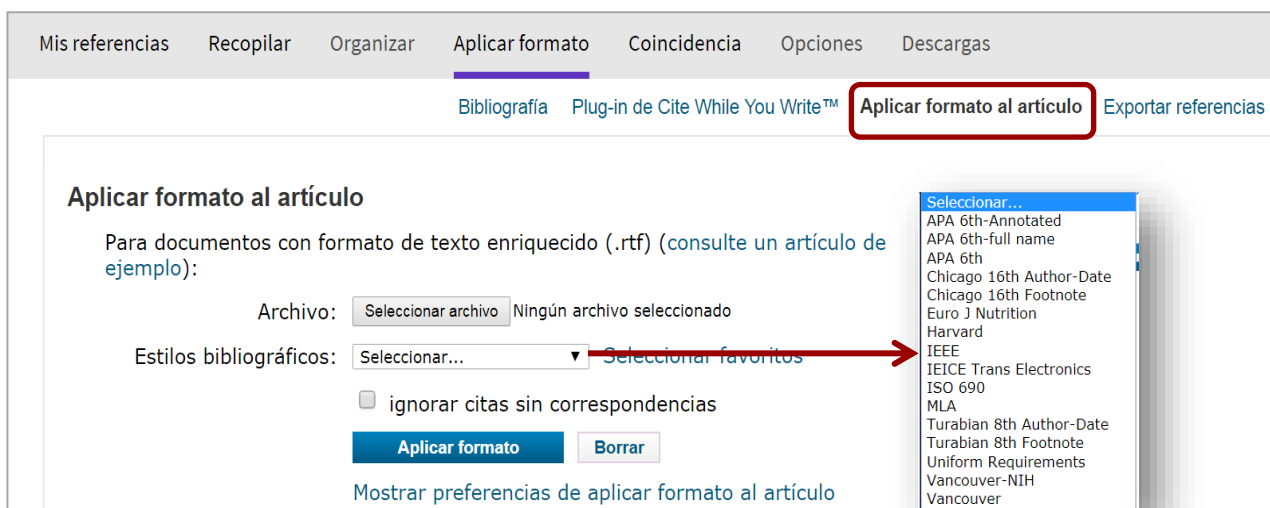 Mis referencias Recopilar Organizar Aplicar formato Coincidencia Opciones Descargas
Bibliografía Plug-in de Cite While You Write™ Aplicar formato al artículo Exportar referencias
Aplicar formato al artículo
Para documentos con formato de texto enriquecido (.rtf) (consulte un artículo de
ejemplo):
Archivo: Seleccionar archivo Ningún archivo seleccionado
Estilos bibliográficos: Seleccionar... Seleccionar favoritos
ignorar citas sin correspondencias
Aplicar formato Borrar
Mostrar preferencias de aplicar formato al artículo
Seleccionar...
APA 6th-Annotated
APA 6th-full name
APA 6th
Chicago 16th Author-Date
Chicago 16th Footnote
Euro J Nutrition
Harvard
IEEE
IEICE Trans Electronics
ISO 690
MLA
Turabian 8th Author-Date
Turabian 8th Footnote
Uniform Requirements
Vancouver-NIH
Vancouver